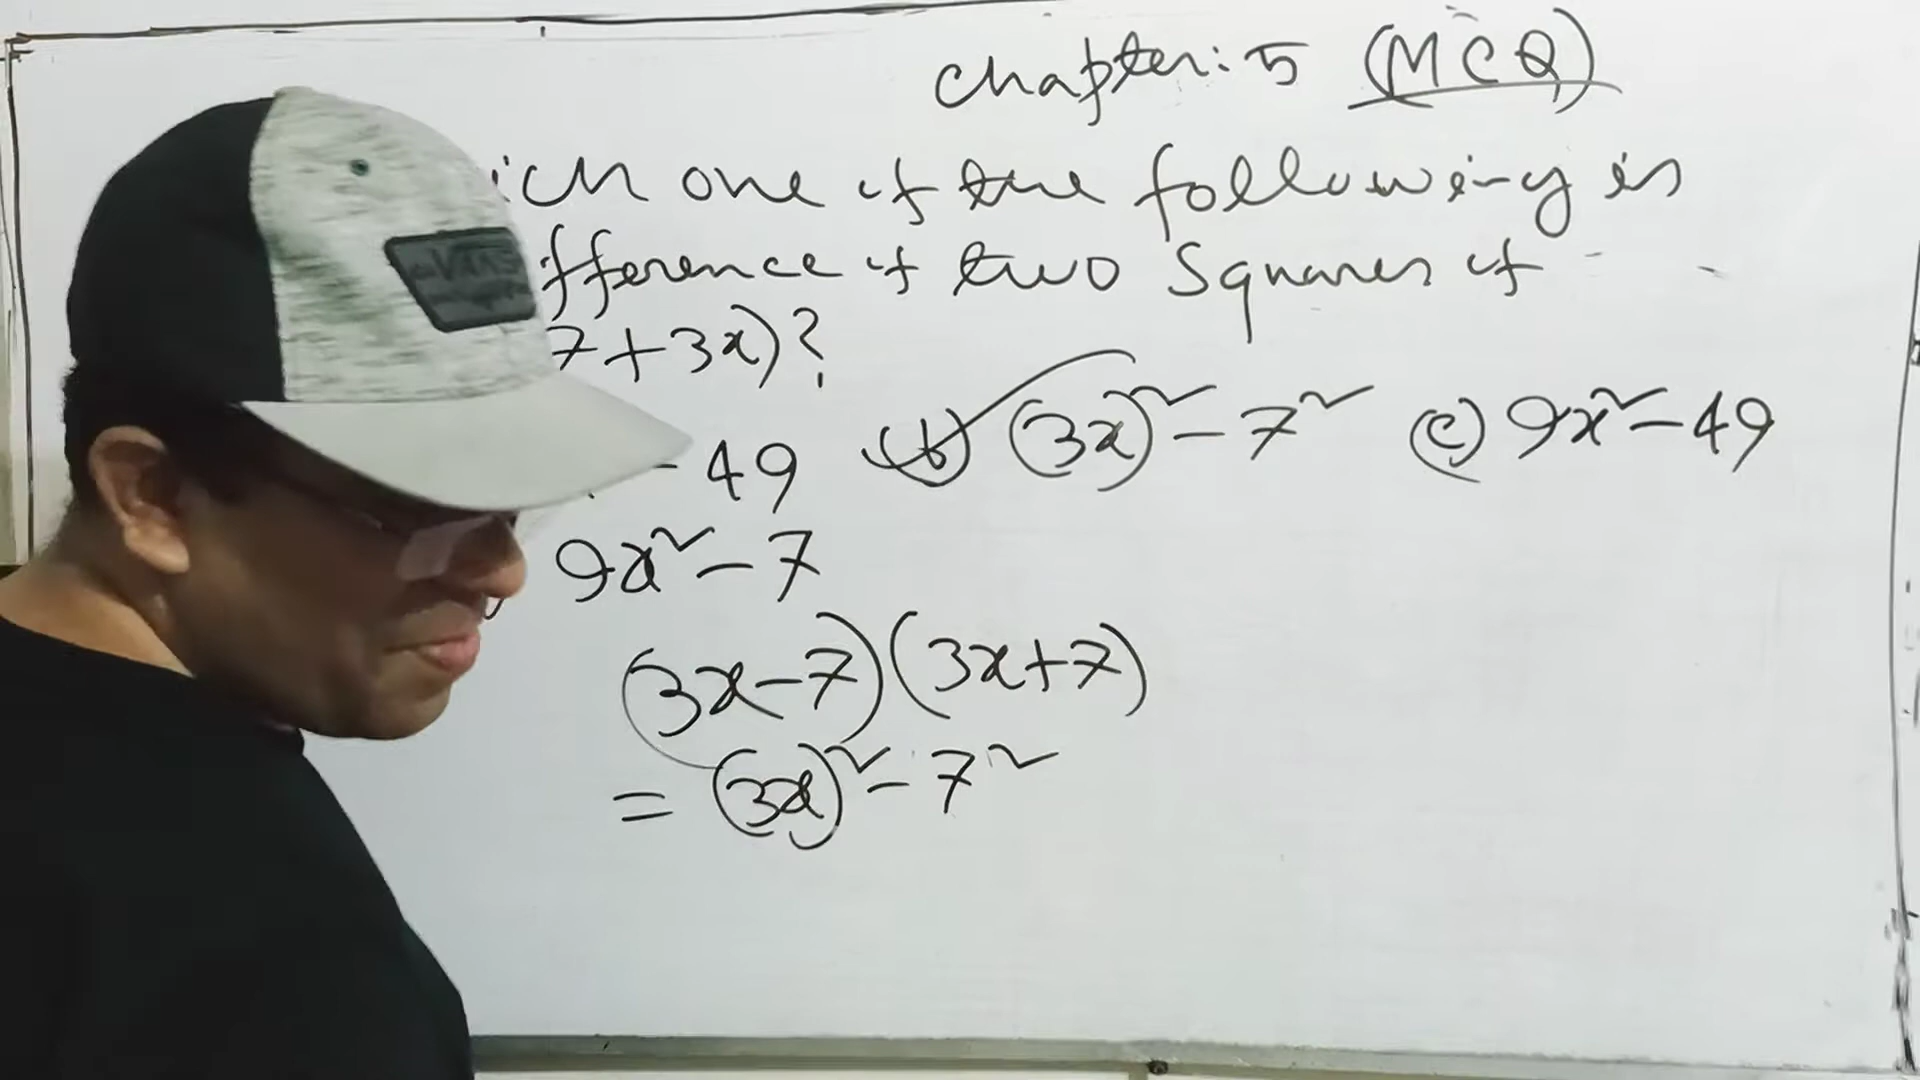 Chapter: 5 (MCQ)
ich one of the following is
fference of two Squares of
7+3x)?
- 49 (b) (3x)² - 7² (c) 9x² - 49
9x² - 7
(3x-7)(3x+7)
= (3x)² - 7²
VANS